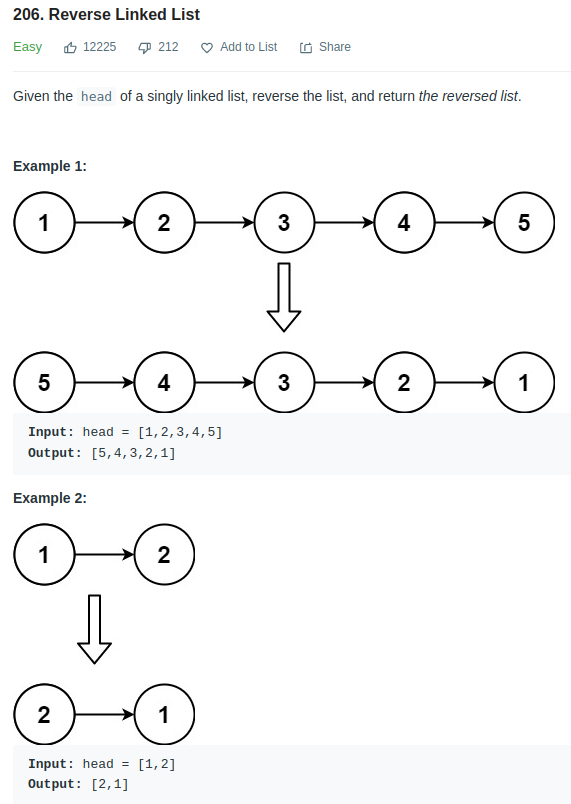 206. Reverse Linked List
Easy 12225 212 Add to List Share
Given the head of a singly linked list, reverse the list, and return the reversed list.
Example 1:
1 2 3 4 5
5 4 3 2 1
Input: head = [1,2,3,4,5]
Output: [5,4,3,2,1]
Example 2:
1 2
2 1
Input: head = [1,2]
Output: [2,1]